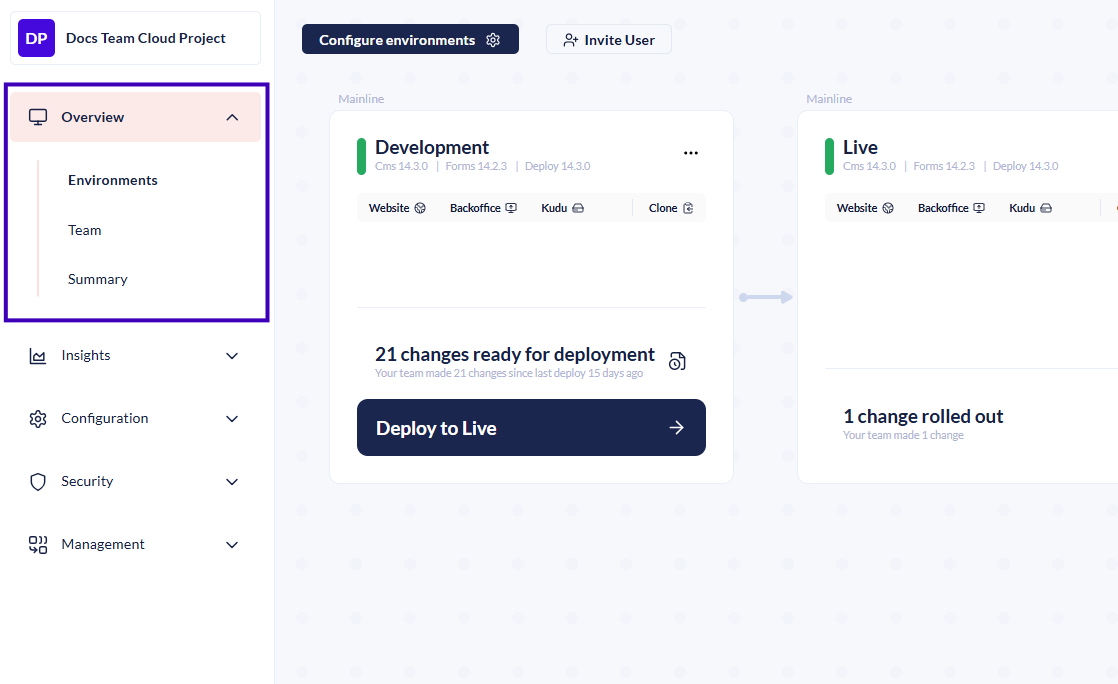 DP Docs Team Cloud Project
Overview
Environments
Team
Summary
Insights
Configuration
Security
Management
Configure environments
Invite User
Mainline
Development
Cms 14.3.0 | Forms 14.2.3 | Deploy 14.3.0
Website Backoffice Kudu Clone
21 changes ready for deployment
Your team made 21 changes since last deploy 15 days ago
Deploy to Live
Mainline
Live
Cms 14.3.0 | Forms 14.2.3 | Deploy 14.3.0
Website Backoffice Kudu
1 change rolled out
Your team made 1 change